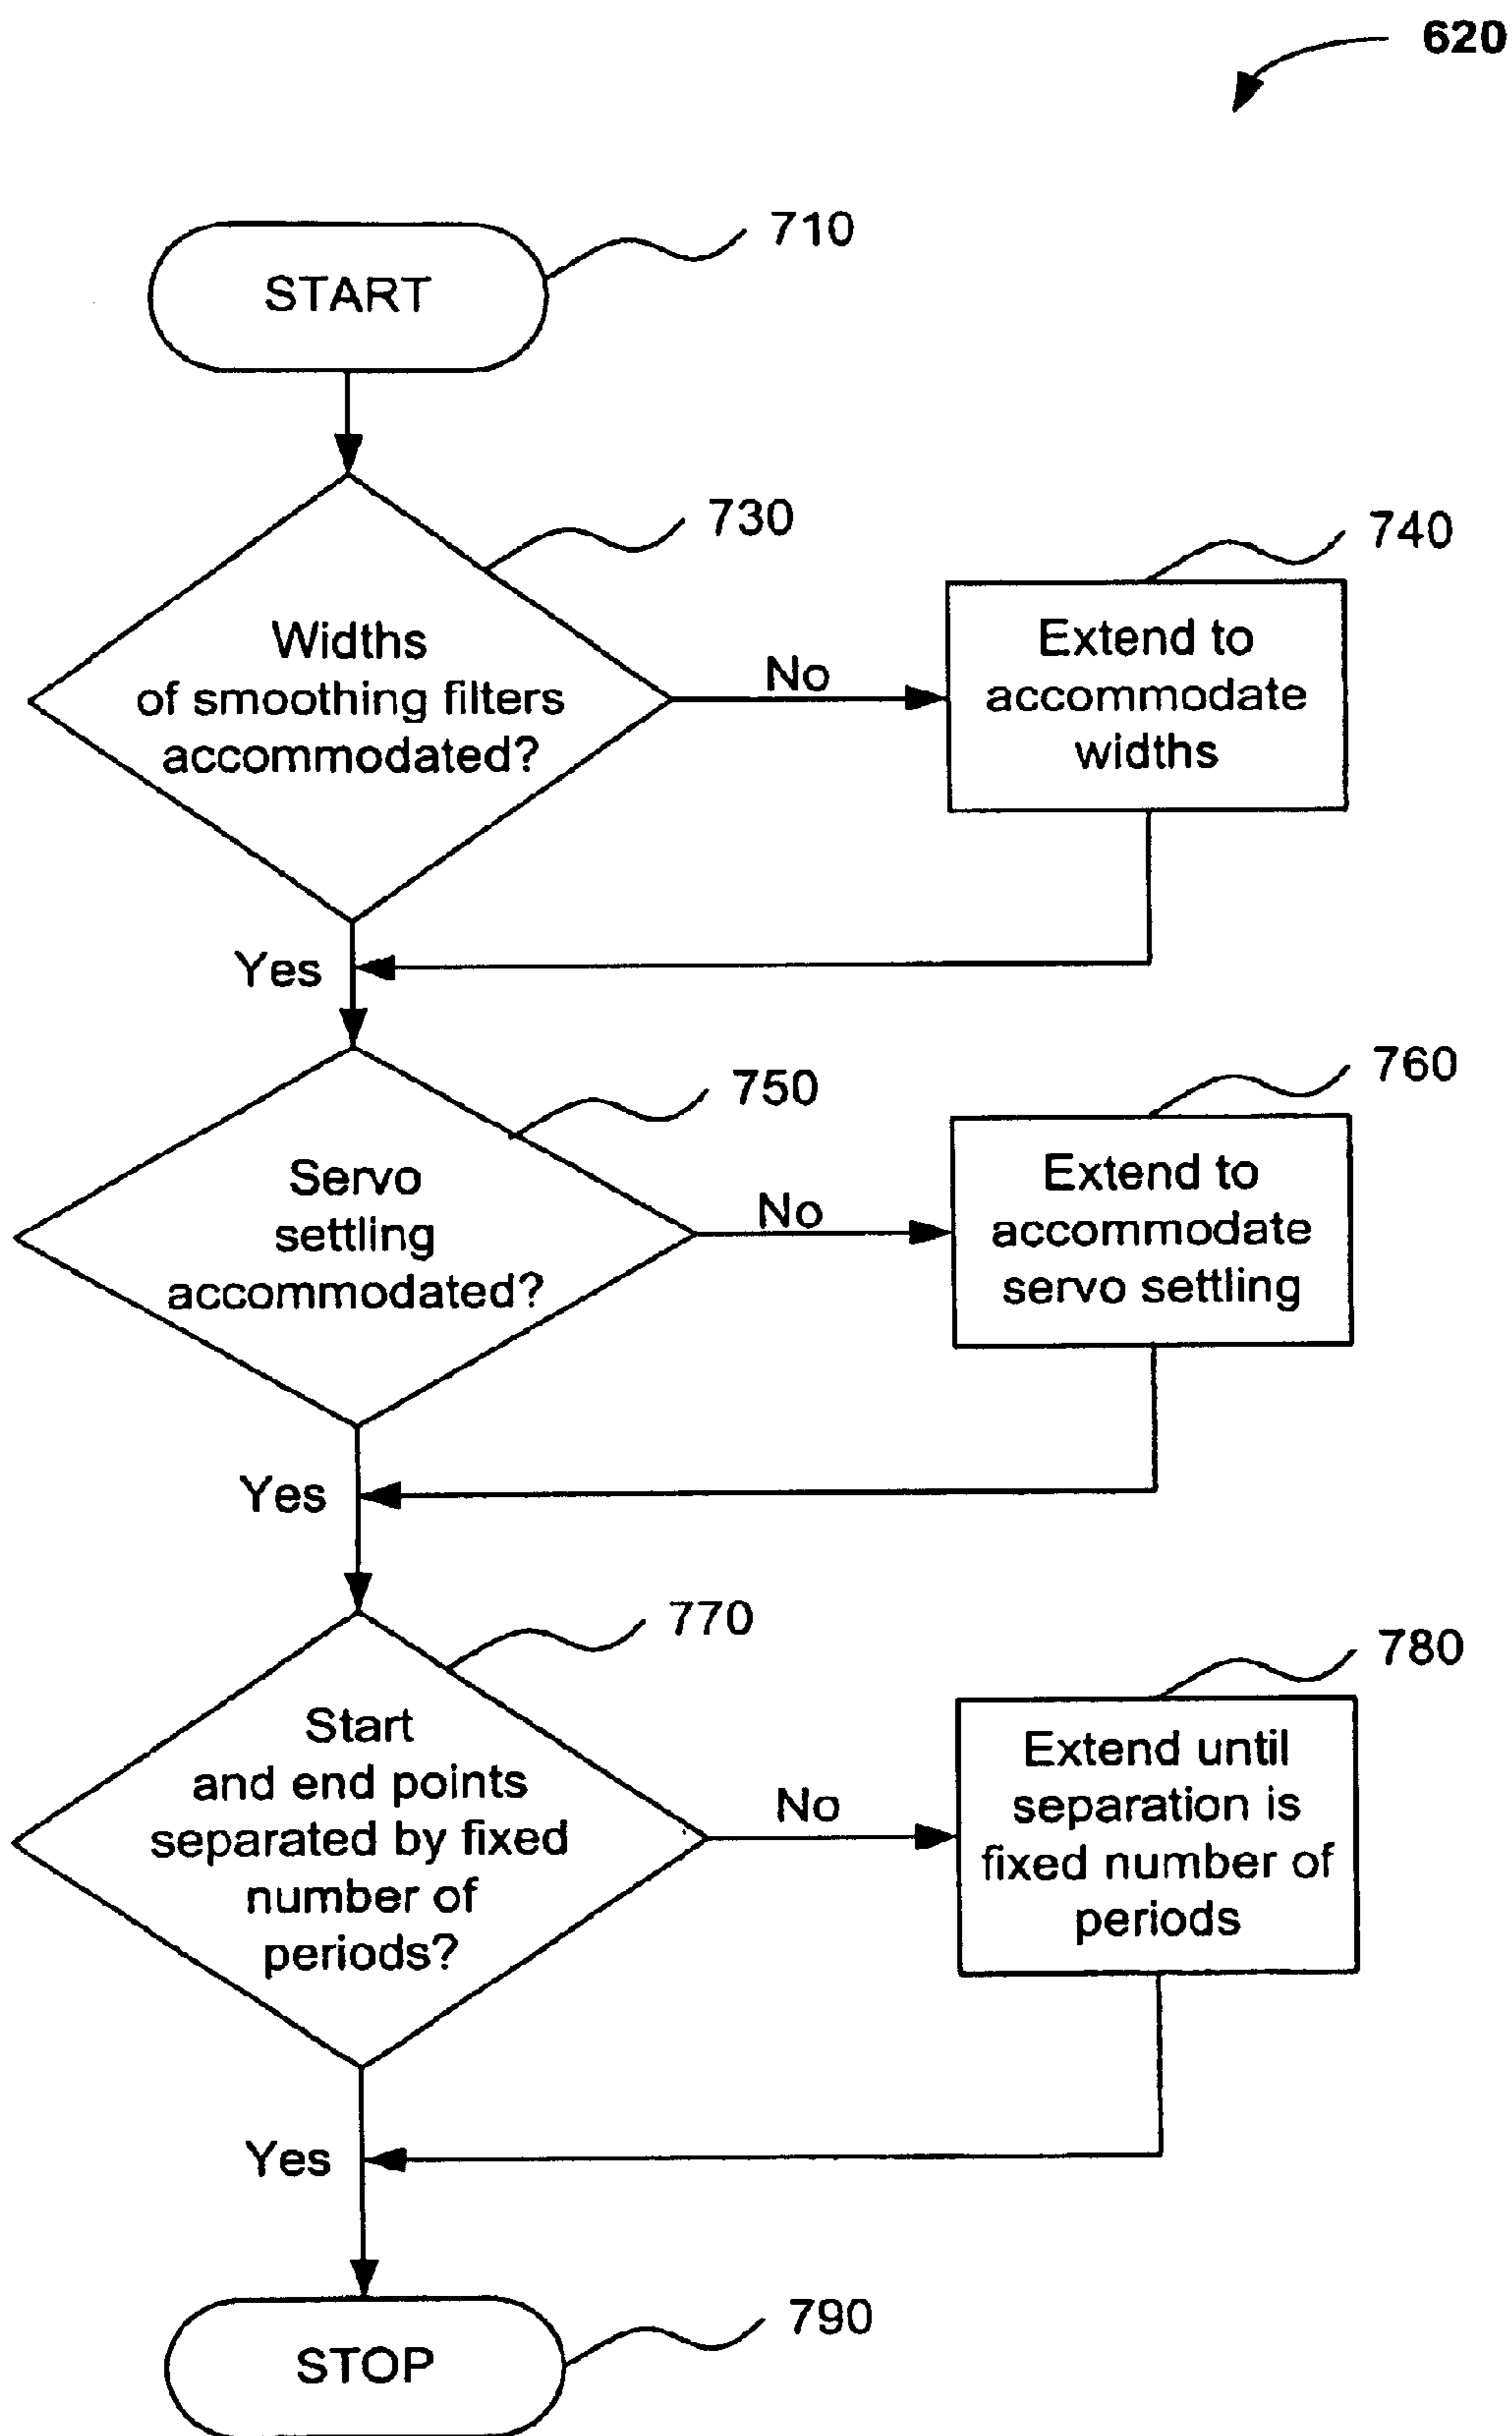 620
710
START
730
Widths
of smoothing filters
accommodated?
No
740
Extend to
accommodate
widths
Yes
750
Servo
settling
accommodated?
No
760
Extend to
accommodate
servo settling
Yes
770
Start
and end points
separated by fixed
number of
periods?
No
780
Extend until
separation is
fixed number of
periods
Yes
790
STOP